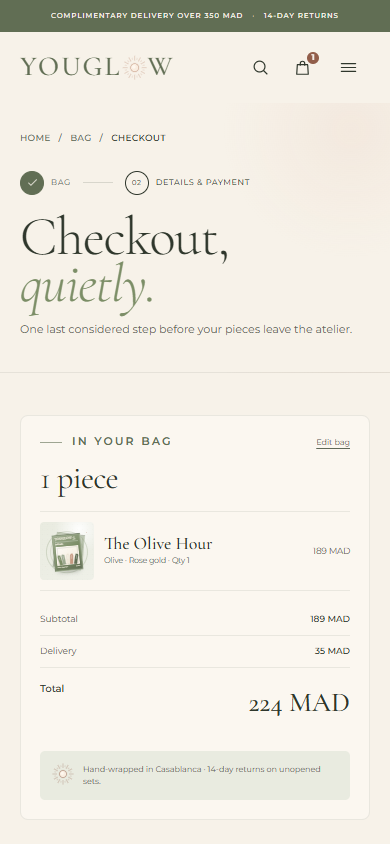 COMPLIMENTARY DELIVERY OVER 350 MAD · 14-DAY RETURNS
YOUGLOW
1
HOME / BAG / CHECKOUT
BAG 02 DETAILS & PAYMENT
Checkout,
quietly.
One last considered step before your pieces leave the atelier.
IN YOUR BAG Edit bag
1 piece
The Olive Hour 189 MAD
Olive · Rose gold · Qty 1
Subtotal 189 MAD
Delivery 35 MAD
Total 224 MAD
Hand-wrapped in Casablanca · 14-day returns on unopened
sets.